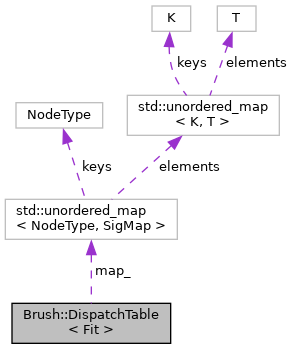 K
T
keys
elements
std::unordered_map
< K, T >
NodeType
keys
elements
std::unordered_map
< NodeType, SigMap >
map_
Brush::DispatchTable
< Fit >